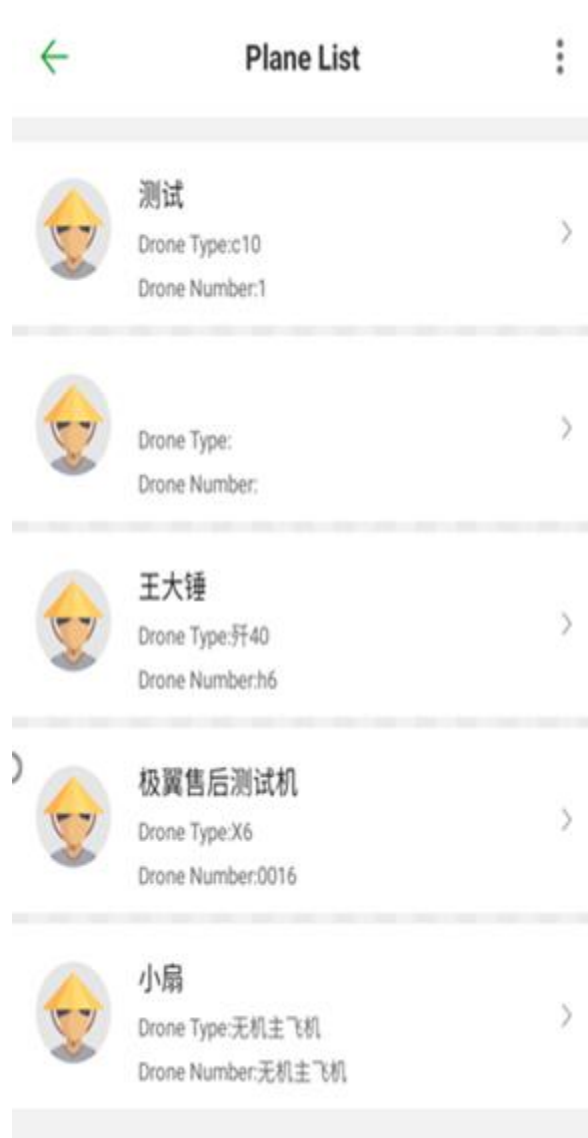 Plane List
测试
Drone Type:c10
Drone Number:1
Drone Type:
Drone Number:
王大锤
Drone Type:歼40
Drone Number:h6
极翼售后测试机
Drone Type:X6
Drone Number:0016
小扇
Drone Type:无机主飞机
Drone Number:无机主飞机